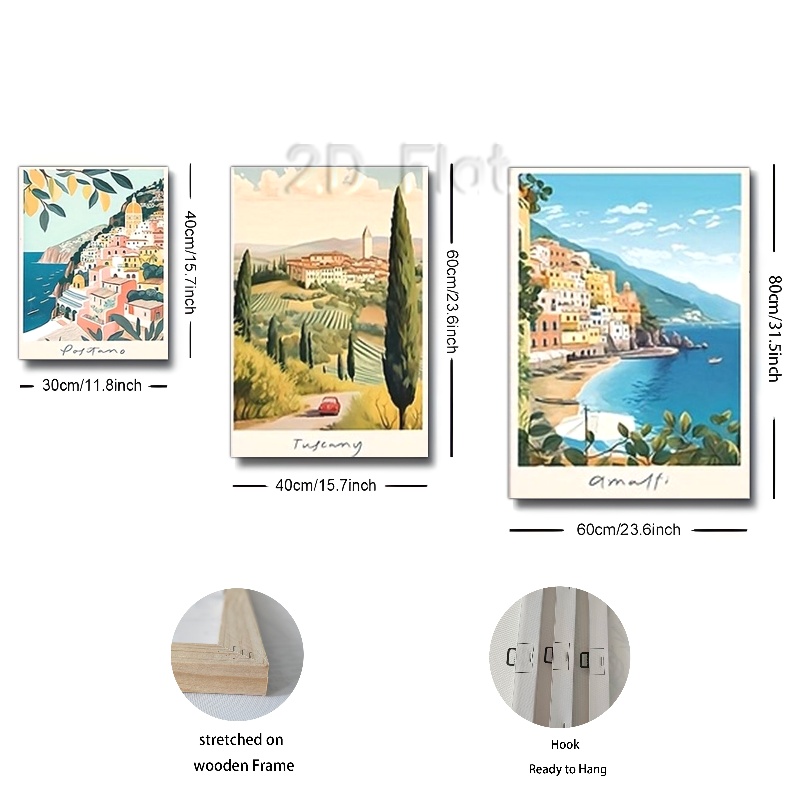 2D Flat
40cm/15.7inch
60cm/23.6inch
80cm/31.5inch
Positano
30cm/11.8inch
Tuscany
40cm/15.7inch
amalfi
60cm/23.6inch
stretched on
wooden Frame
Hook
Ready to Hang